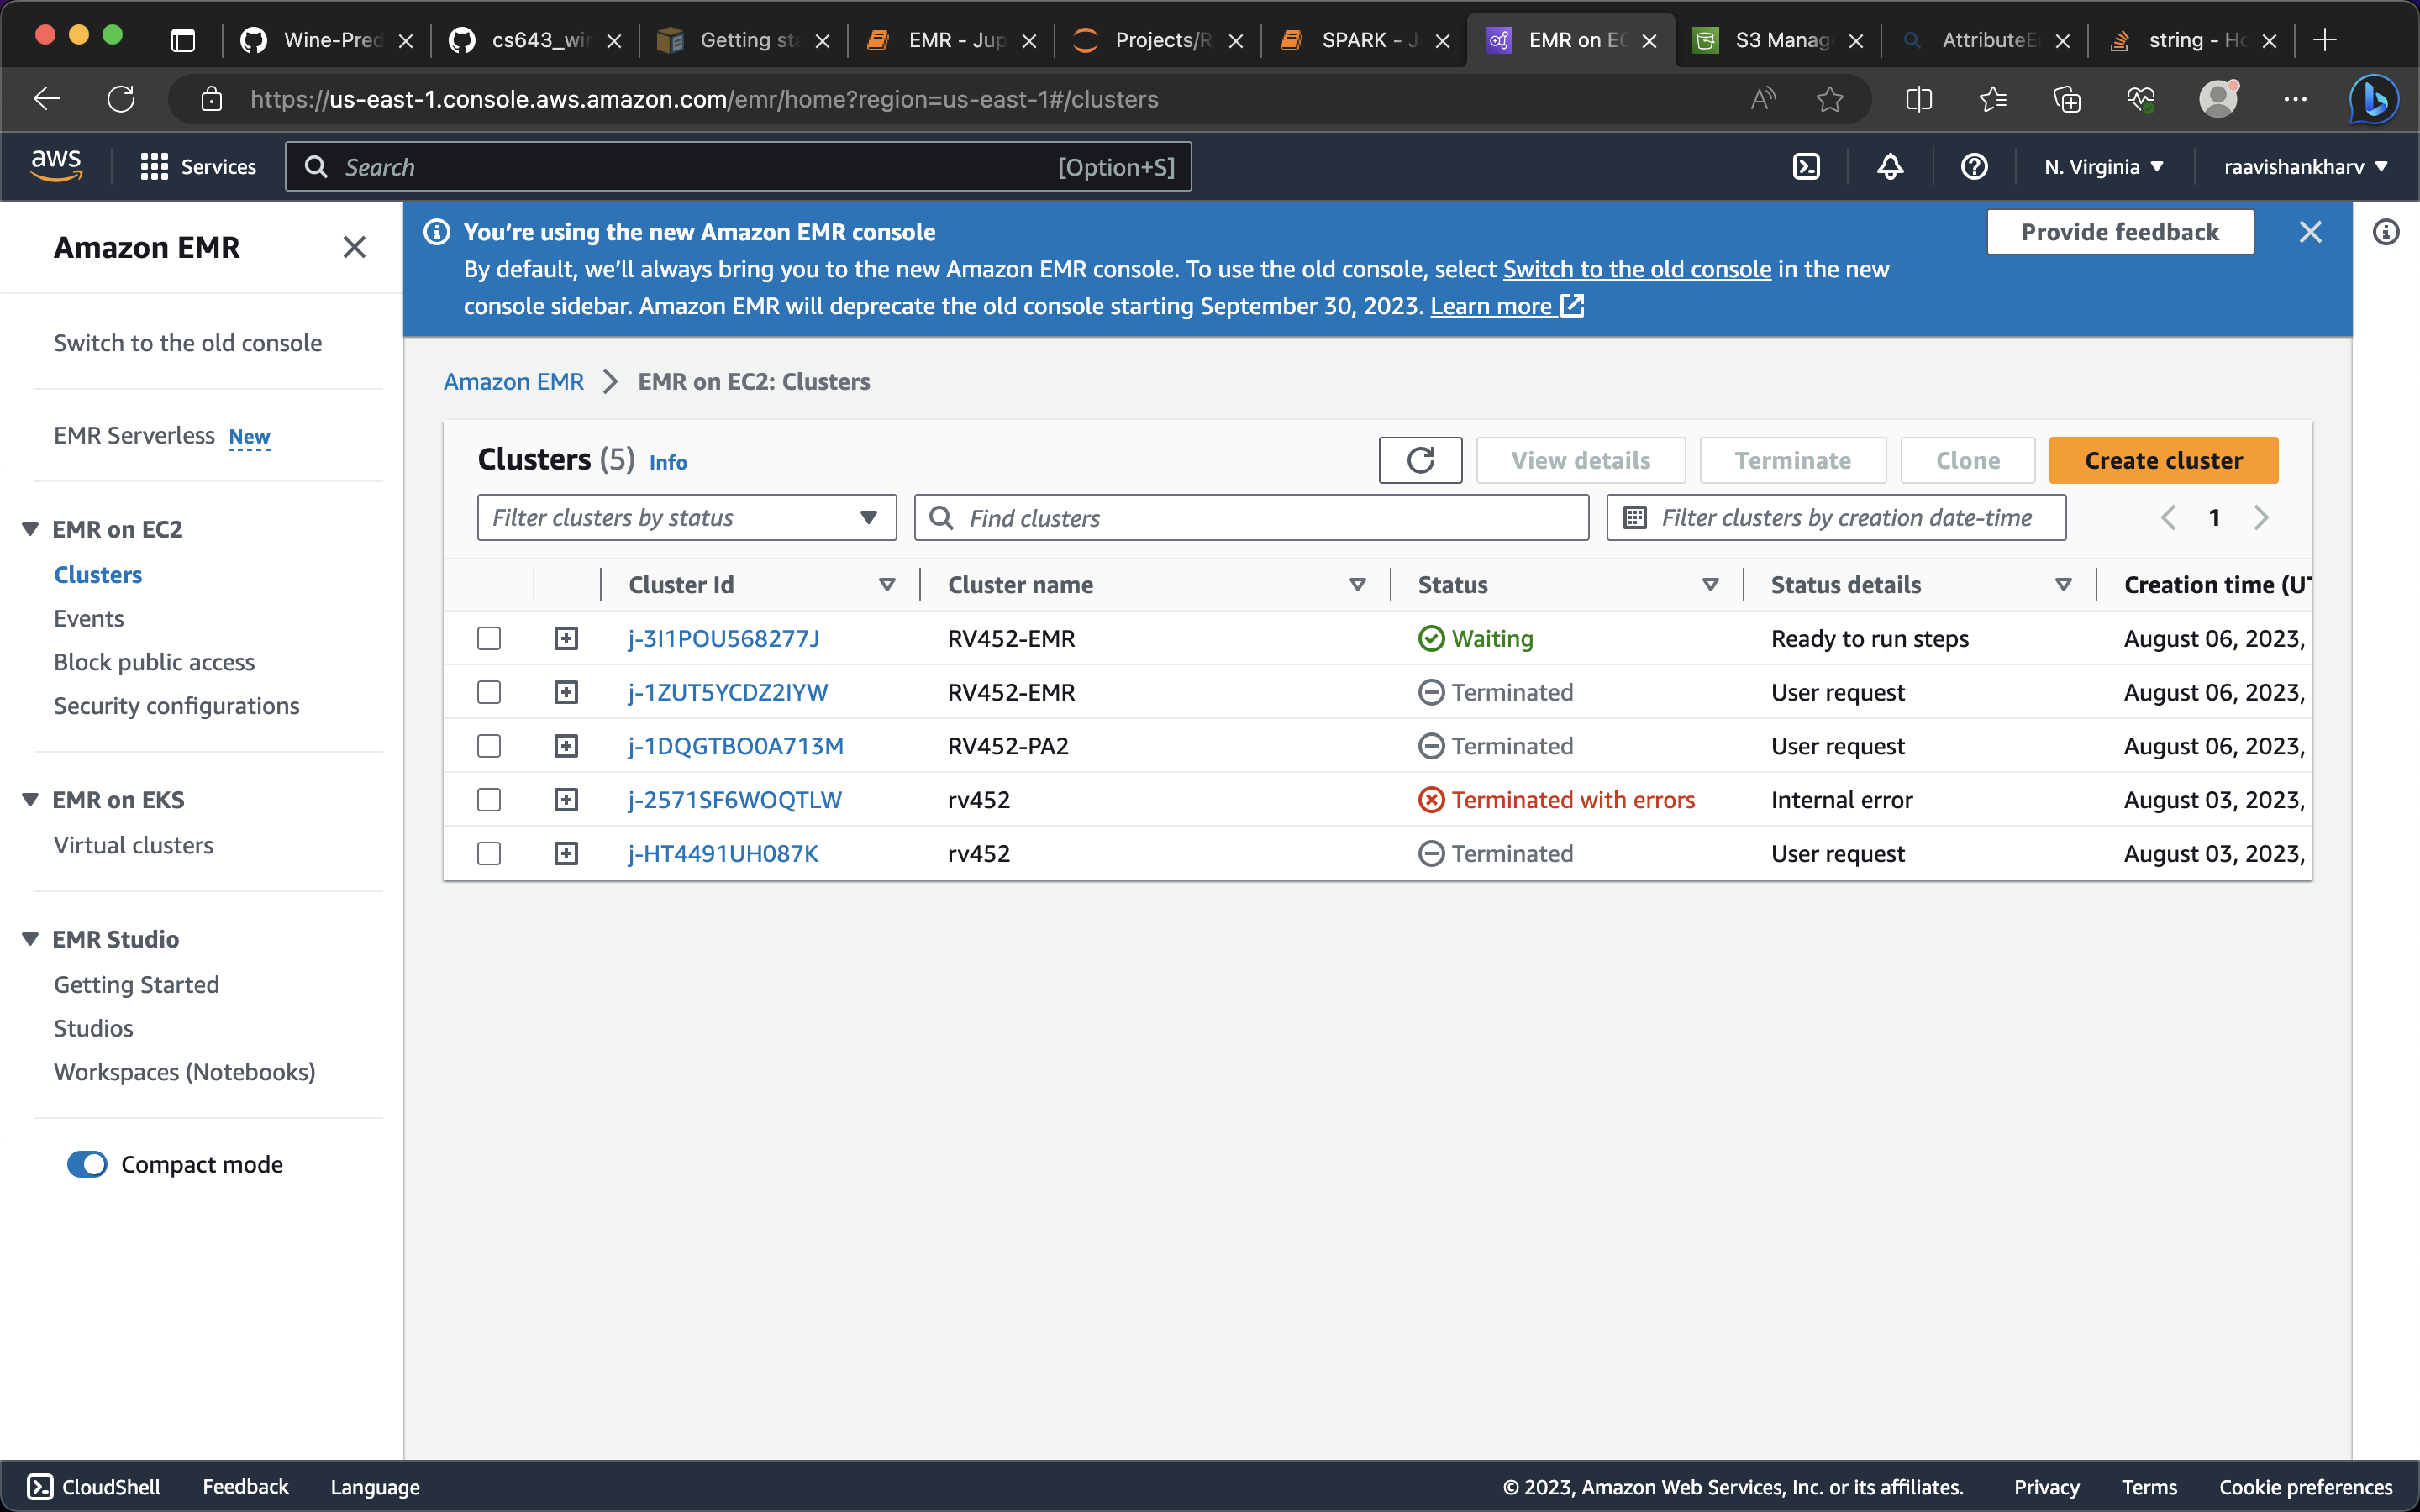 Wine-Pred
cs643_wir
Getting sta
EMR - Jup
Projects/R
SPARK - J
EMR on EC
S3 Manag
AttributeE
string - Ho
https://us-east-1.console.aws.amazon.com/emr/home?region=us-east-1#/clusters
aws
Services
Search
[Option+S]
N. Virginia
raavishankharv
Amazon EMR
Switch to the old console
EMR Serverless New
EMR on EC2
Clusters
Events
Block public access
Security configurations
EMR on EKS
Virtual clusters
EMR Studio
Getting Started
Studios
Workspaces (Notebooks)
Compact mode
You’re using the new Amazon EMR console
By default, we’ll always bring you to the new Amazon EMR console. To use the old console, select Switch to the old console in the new
console sidebar. Amazon EMR will deprecate the old console starting September 30, 2023. Learn more
Provide feedback
Amazon EMR > EMR on EC2: Clusters
Clusters (5) Info
View details
Terminate
Clone
Create cluster
Filter clusters by status
Find clusters
Filter clusters by creation date-time
1
Cluster Id Cluster name Status Status details Creation time (UT
j-3I1POU568277J RV452-EMR Waiting Ready to run steps August 06, 2023,
j-1ZUT5YCDZ2IYW RV452-EMR Terminated User request August 06, 2023,
j-1DQGTBO0A713M RV452-PA2 Terminated User request August 06, 2023,
j-2571SF6WOQTLW rv452 Terminated with errors Internal error August 03, 2023,
j-HT4491UH087K rv452 Terminated User request August 03, 2023,
CloudShell
Feedback
Language
© 2023, Amazon Web Services, Inc. or its affiliates.
Privacy
Terms
Cookie preferences